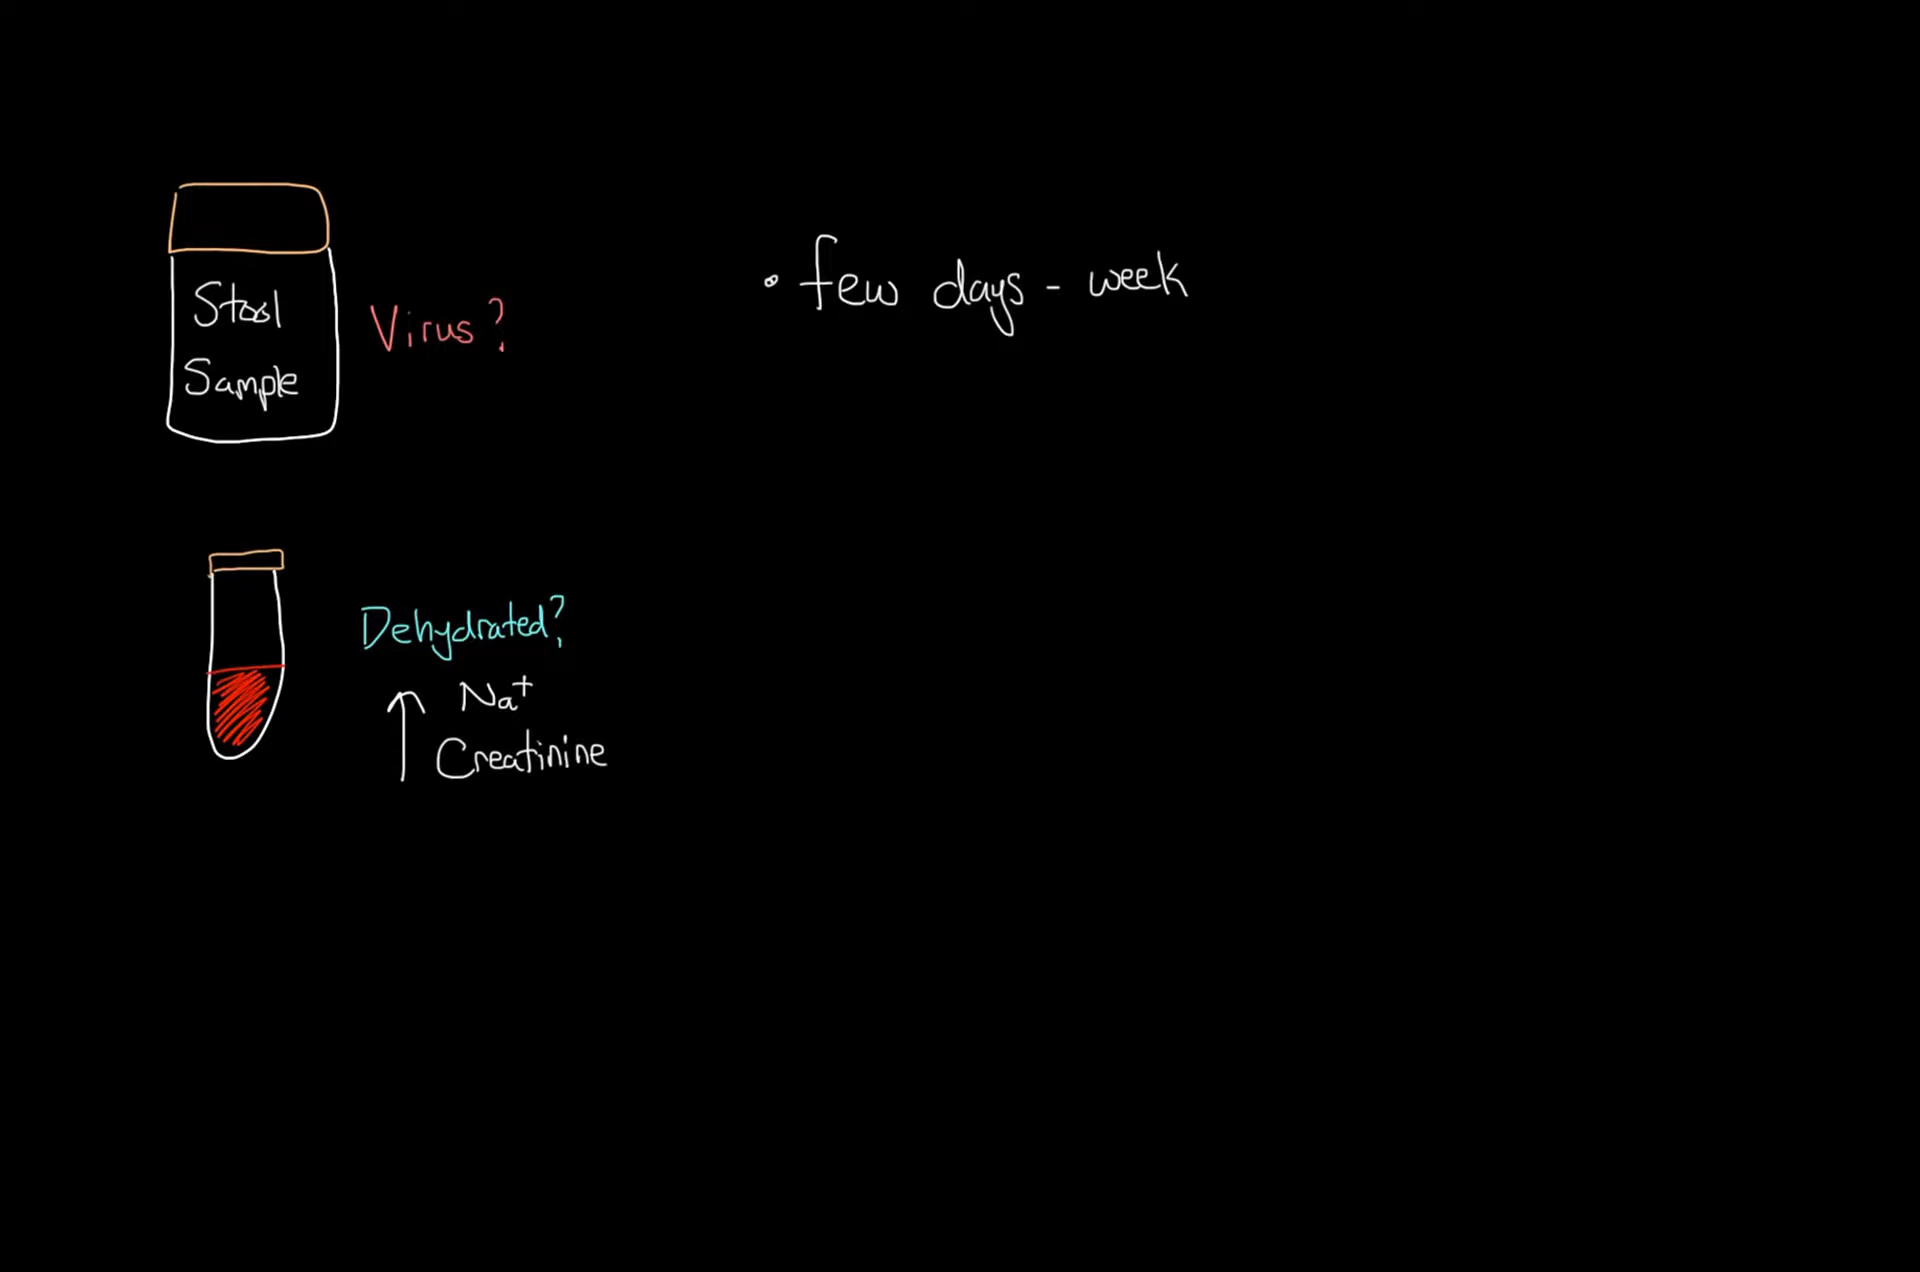 Stool
Sample
Virus?
• few days - week
Dehydrated?
↑ Na⁺
Creatinine